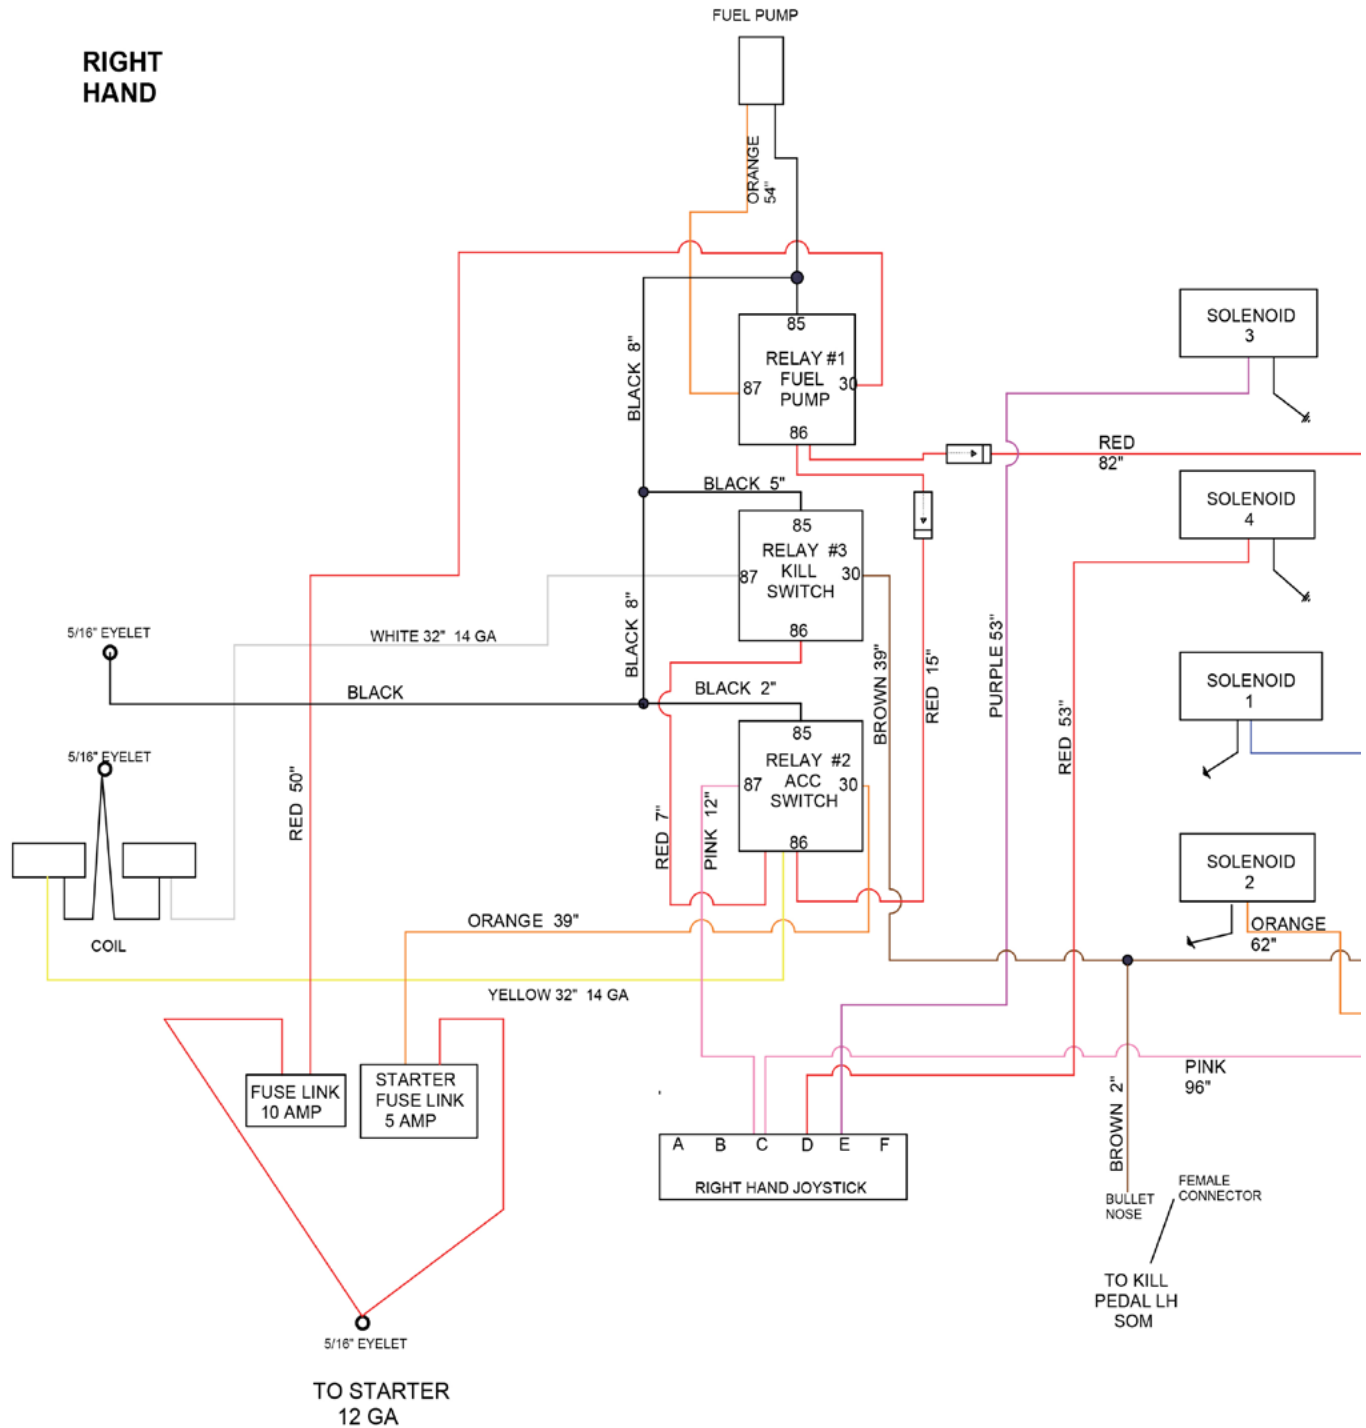 FUEL PUMP
RIGHT
HAND
ORANGE
54"
85
RELAY #1
FUEL
PUMP
87
30
86
BLACK 8"
SOLENOID
3
RED
82"
SOLENOID
4
BLACK 5"
85
RELAY #3
KILL
SWITCH
87
30
86
WHITE 32" 14 GA
BLACK 8"
BROWN 39"
RED 15"
PURPLE 53"
RED 53"
5/16" EYELET
BLACK
BLACK 2"
SOLENOID
1
85
RELAY #2
ACC
SWITCH
87
30
86
5/16" EYELET
RED 50"
RED 7"
PINK 12"
COIL
SOLENOID
2
ORANGE
62"
ORANGE 39"
YELLOW 32" 14 GA
FUSE LINK
10 AMP
STARTER
FUSE LINK
5 AMP
PINK
96"
BROWN 2"
A B C D E F
RIGHT HAND JOYSTICK
BULLET
NOSE
FEMALE
CONNECTOR
TO KILL
PEDAL LH
SOM
5/16" EYELET
TO STARTER
12 GA